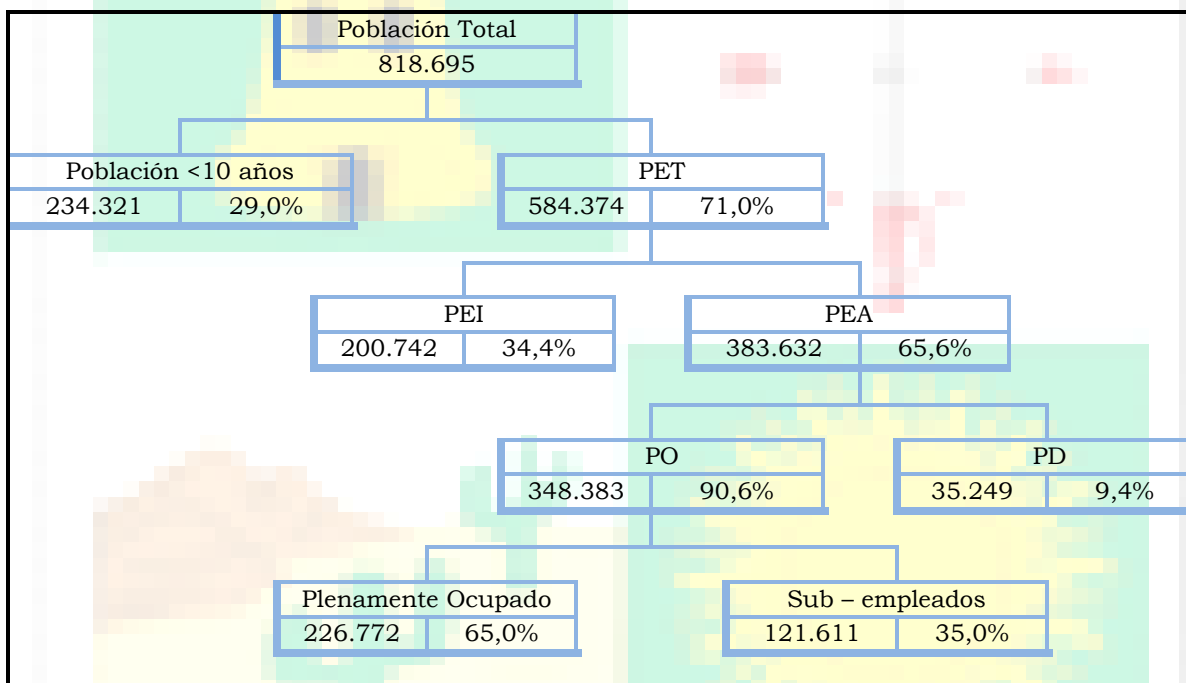 Población Total
818.695
Población <10 años
234.321 29,0%
PET
584.374 71,0%
PEI
200.742 34,4%
PEA
383.632 65,6%
PO
348.383 90,6%
PD
35.249 9,4%
Plenamente Ocupado
226.772 65,0%
Sub – empleados
121.611 35,0%